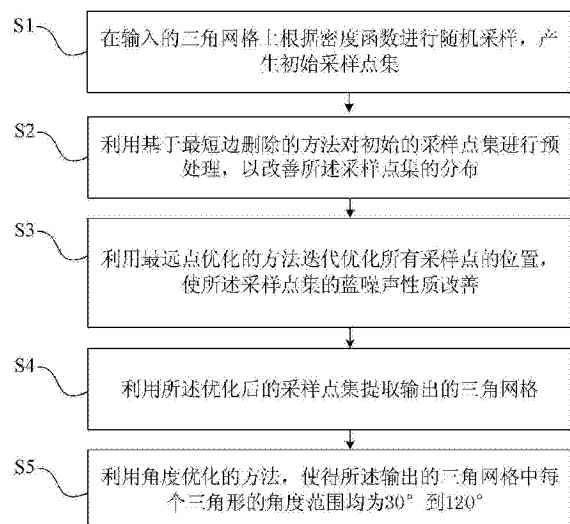 S1
在输入的三角网格上根据密度函数进行随机采样，产
生初始采样点集
S2
利用基于最短边删除的方法对初始的采样点集进行预
处理，以改善所述采样点集的分布
S3
利用最远点优化的方法迭代优化所有采样点的位置，
使所述采样点集的蓝噪声性质改善
S4
利用所述优化后的采样点集提取输出的三角网格
S5
利用角度优化的方法，使得所述输出的三角网格中每
个三角形的角度范围均为30°到120°